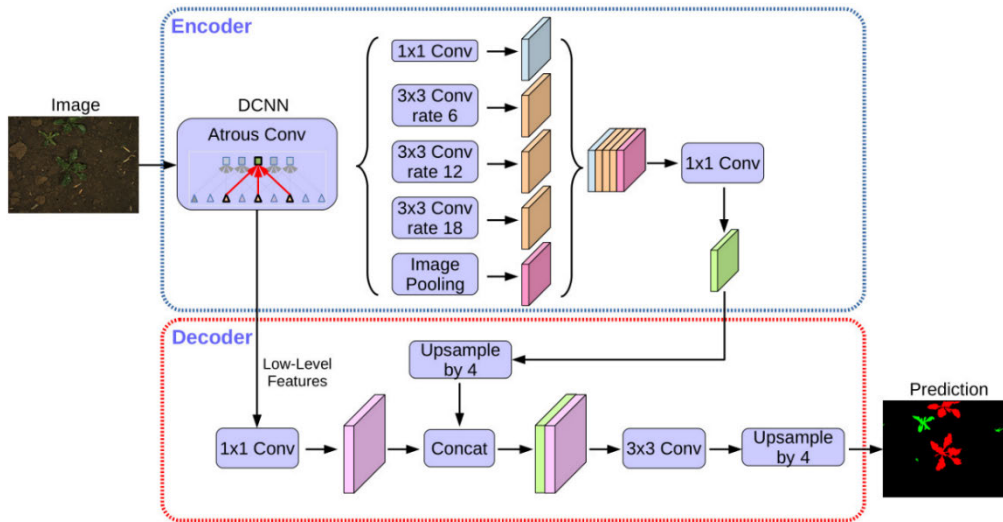 Encoder
Image
DCNN
Atrous Conv
1x1 Conv
3x3 Conv
rate 6
3x3 Conv
rate 12
3x3 Conv
rate 18
Image
Pooling
1x1 Conv
Decoder
Low-Level
Features
Upsample
by 4
1x1 Conv
Concat
3x3 Conv
Upsample
by 4
Prediction